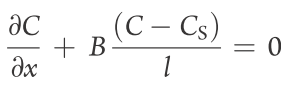 ∂C/∂x + B (C − C_S)/l = 0